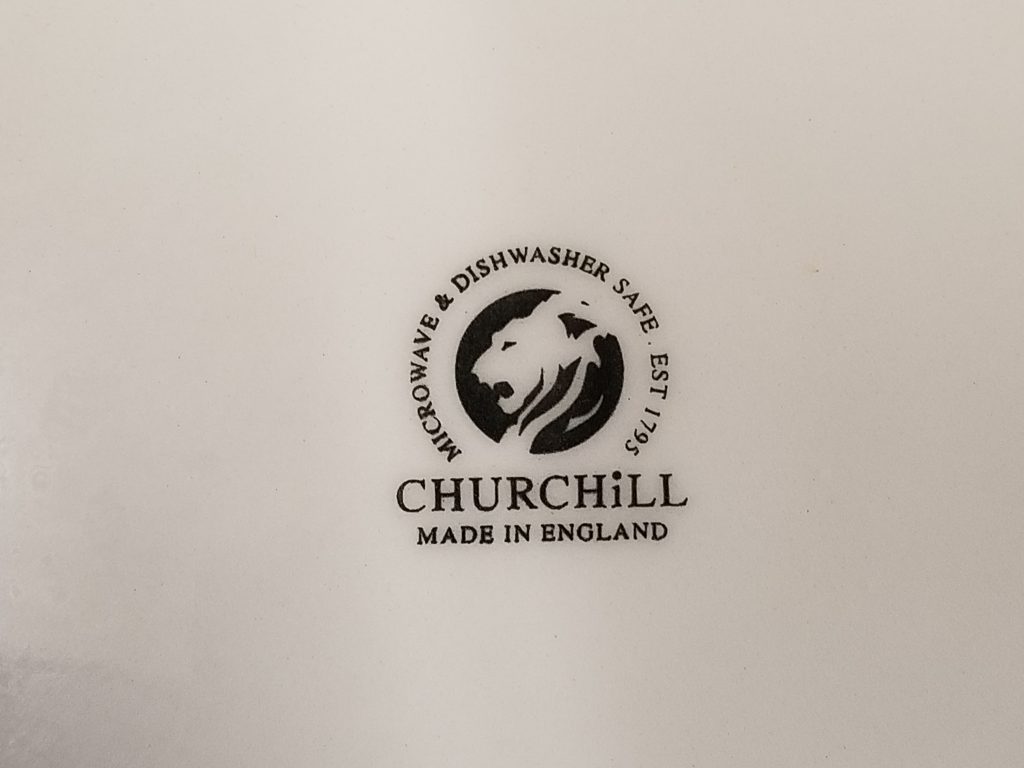 MICROWAVE & DISHWASHER SAFE . EST 1795
CHURCHiLL
MADE IN ENGLAND